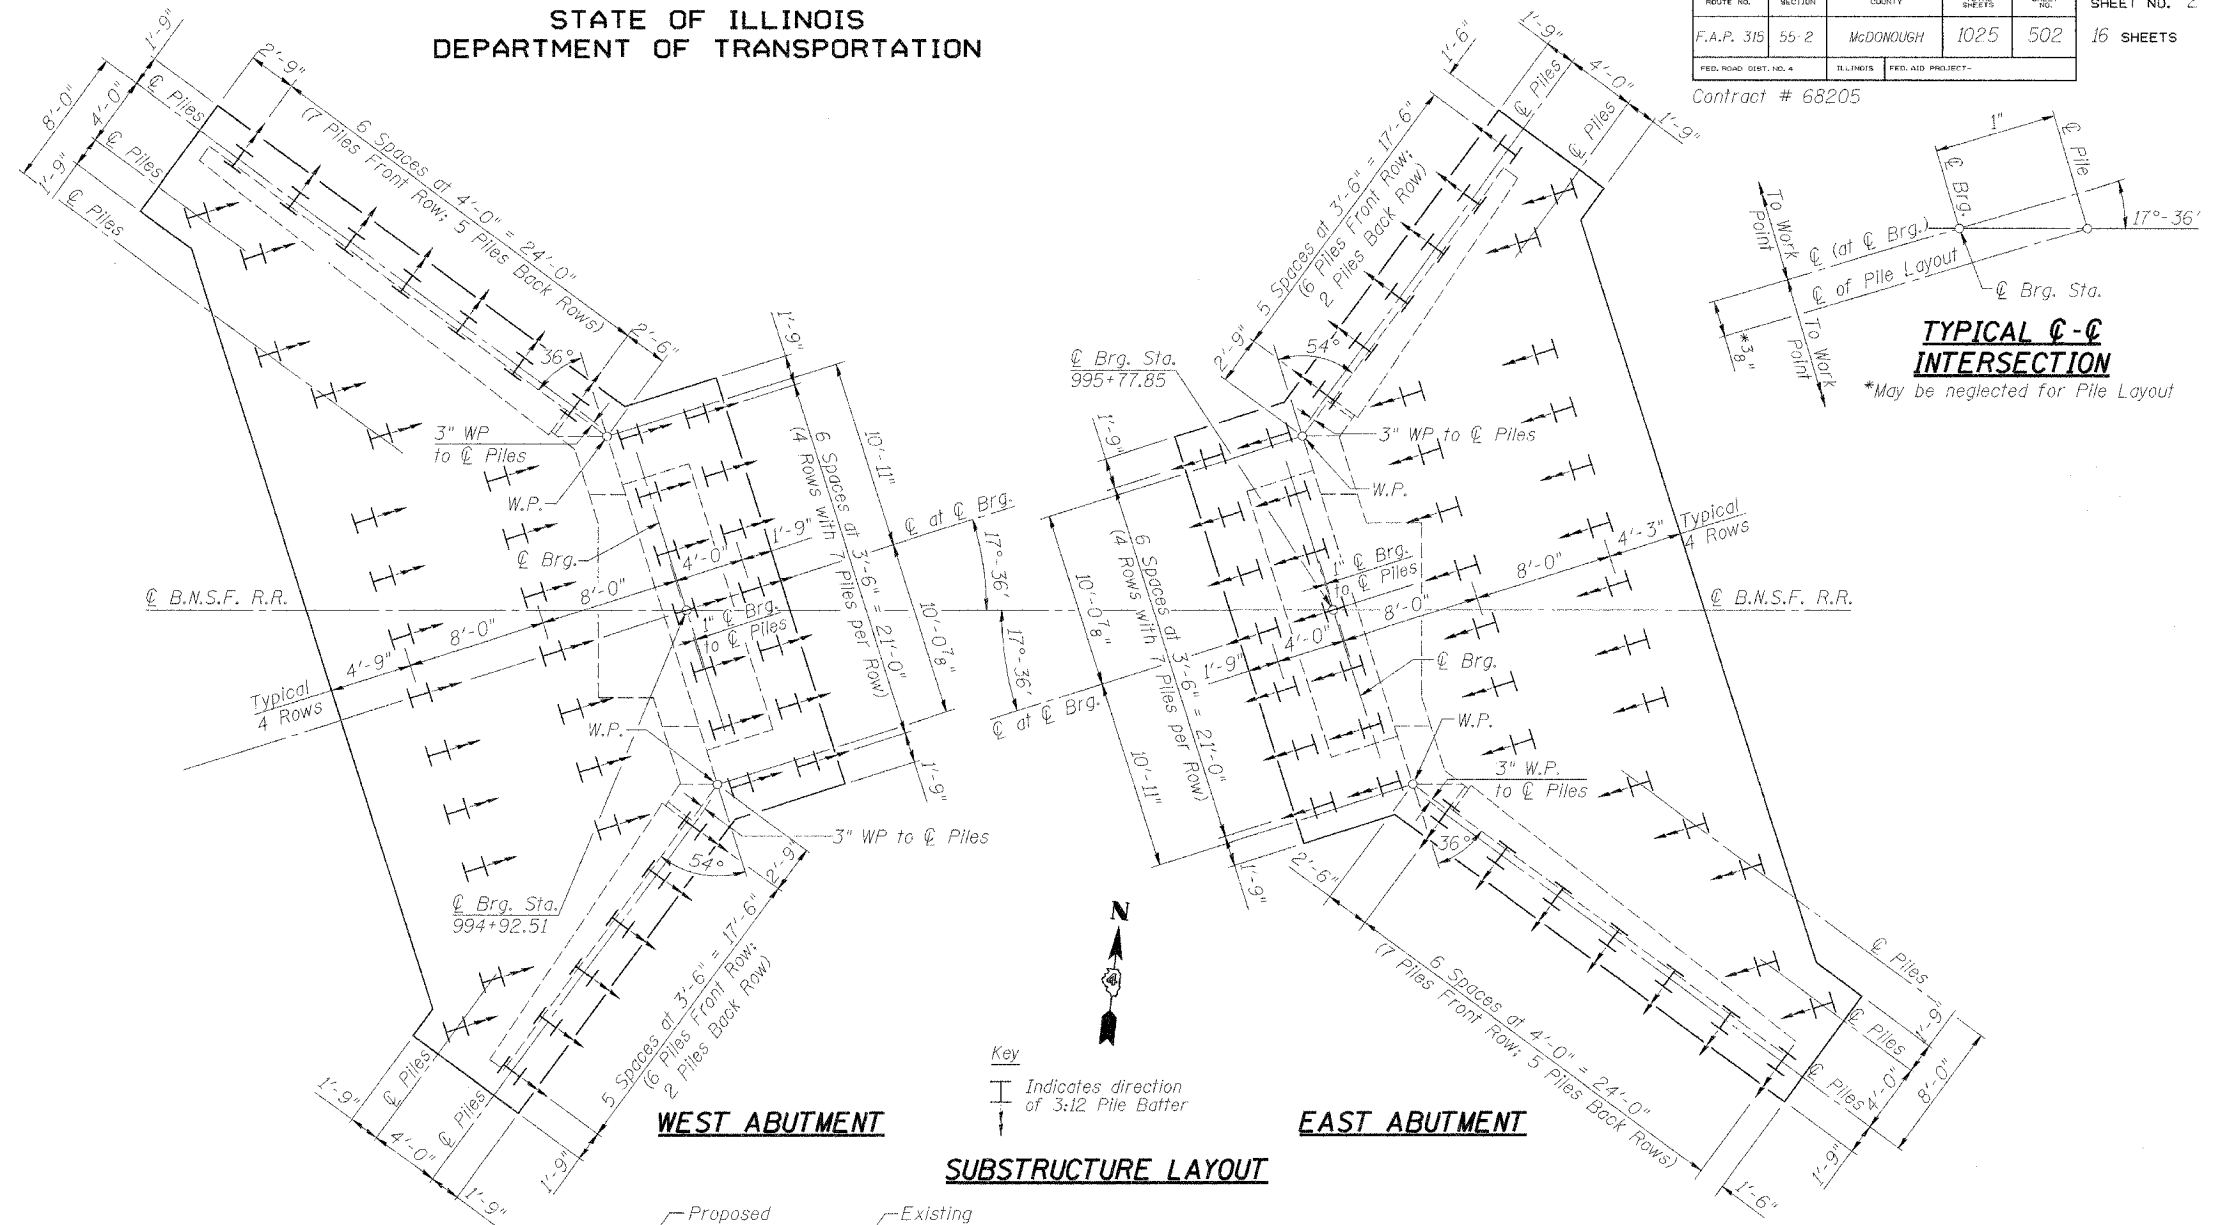 STATE OF ILLINOIS
DEPARTMENT OF TRANSPORTATION
ROUTE NO.
SECTION
COUNTY
SHEETS
NO.
SHEET NO. 2
F.A.P. 315
55-2
McDONOUGH
1025
502
16 SHEETS
FED. ROAD DIST. NO. 4
ILLINOIS
FED. AID PROJECT-
Contract # 68205
1'-9"
8'-0"
4'-0"
1'-9"
℄ Piles
℄ Piles
℄ Piles
2'-9"
6 Spaces at 4'-0" = 24'-0"
(7 Piles Front Row; 5 Piles Back Rows)
2'-6"
36°
1'-9"
3" WP
to ℄ Piles
W.P.
10'-11"
6 Spaces at 3'-6" = 21'-0"
(4 Rows with 7 Piles per Row)
℄ at ℄ Brg.
17°-36'
17°-36'
10'-0⅞"
1'-9"
℄ Brg.
1'-9"
4'-0"
8'-0"
8'-0"
4'-9"
1" ℄ Brg.
to ℄ Piles
℄ B.N.S.F. R.R.
Typical
4 Rows
W.P.
3" WP to ℄ Piles
54°
2'-9"
℄ Brg. Sta.
994+92.51
5 Spaces at 3'-6" = 17'-6"
(6 Piles Front Row;
2 Piles Back Row)
1'-9"
℄ Piles
℄ Piles
4'-0"
1'-9"
1'-9"
WEST ABUTMENT
1'-6"
1'-9"
4'-0"
1'-9"
℄ Piles
℄ Piles
5 Spaces at 3'-6" = 17'-6"
(6 Piles Front Row;
2 Piles Back Row)
2'-9"
54°
℄ Brg. Sta.
995+77.85
3" WP to ℄ Piles
W.P.
1'-9"
6 Spaces at 3'-6" = 21'-0"
(4 Rows with 7 Piles per Row)
10'-0⅞"
10'-11"
1'-9"
℄ at ℄ Brg.
1" ℄ Brg.
to ℄ Piles
1'-9"
4'-0"
8'-0"
8'-0"
4'-3"
Typical
4 Rows
℄ B.N.S.F. R.R.
℄ Brg.
W.P.
3" W.P.
to ℄ Piles
36°
2'-6"
6 Spaces at 4'-0" = 24'-0"
(7 Piles Front Row; 5 Piles Back Rows)
℄ Piles
℄ Piles
℄ Piles
1'-9"
4'-0"
8'-0"
1'-9"
1'-6"
EAST ABUTMENT
1"
℄ Brg.
℄ Pile
17°-36'
To Work
Point
℄ (at ℄ Brg.)
℄ of Pile Layout
℄ Brg. Sta.
*⅜"
To Work
Point
TYPICAL ℄-℄
INTERSECTION
*May be neglected for Pile Layout
N
4
Key
Indicates direction
of 3:12 Pile Batter
SUBSTRUCTURE LAYOUT
Proposed
Existing